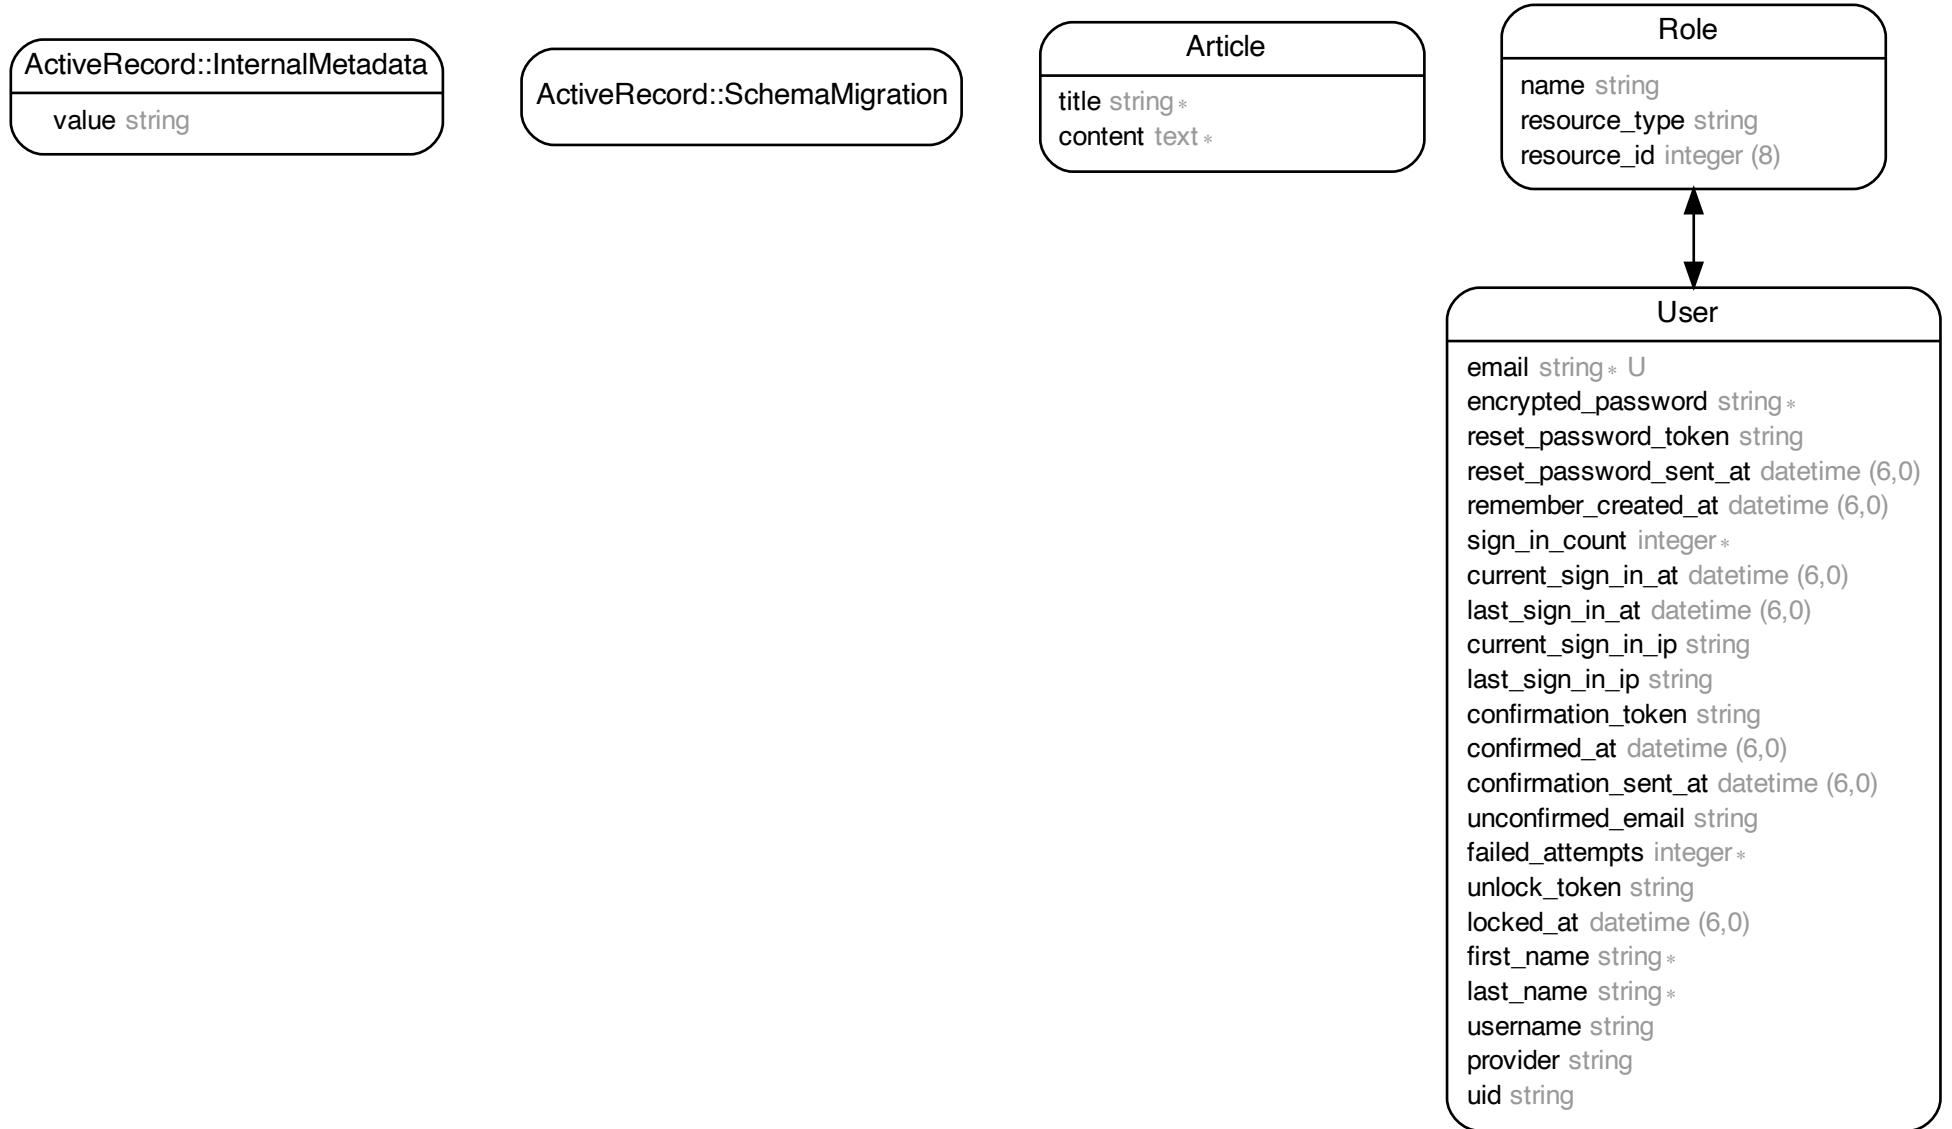 ActiveRecord::InternalMetadata
value string
ActiveRecord::SchemaMigration
Article
title string *
content text *
Role
name string
resource_type string
resource_id integer (8)
User
email string * U
encrypted_password string *
reset_password_token string
reset_password_sent_at datetime (6,0)
remember_created_at datetime (6,0)
sign_in_count integer *
current_sign_in_at datetime (6,0)
last_sign_in_at datetime (6,0)
current_sign_in_ip string
last_sign_in_ip string
confirmation_token string
confirmed_at datetime (6,0)
confirmation_sent_at datetime (6,0)
unconfirmed_email string
failed_attempts integer *
unlock_token string
locked_at datetime (6,0)
first_name string *
last_name string *
username string
provider string
uid string